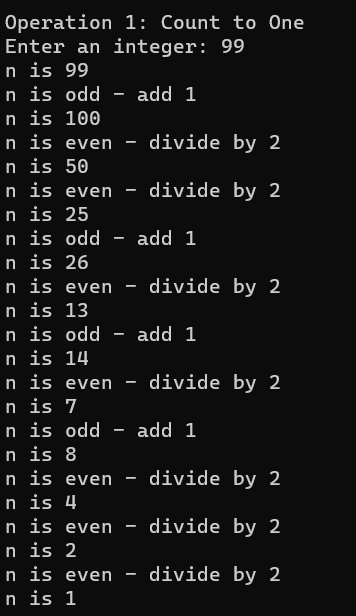 Operation 1: Count to One
Enter an integer: 99
n is 99
n is odd - add 1
n is 100
n is even - divide by 2
n is 50
n is even - divide by 2
n is 25
n is odd - add 1
n is 26
n is even - divide by 2
n is 13
n is odd - add 1
n is 14
n is even - divide by 2
n is 7
n is odd - add 1
n is 8
n is even - divide by 2
n is 4
n is even - divide by 2
n is 2
n is even - divide by 2
n is 1